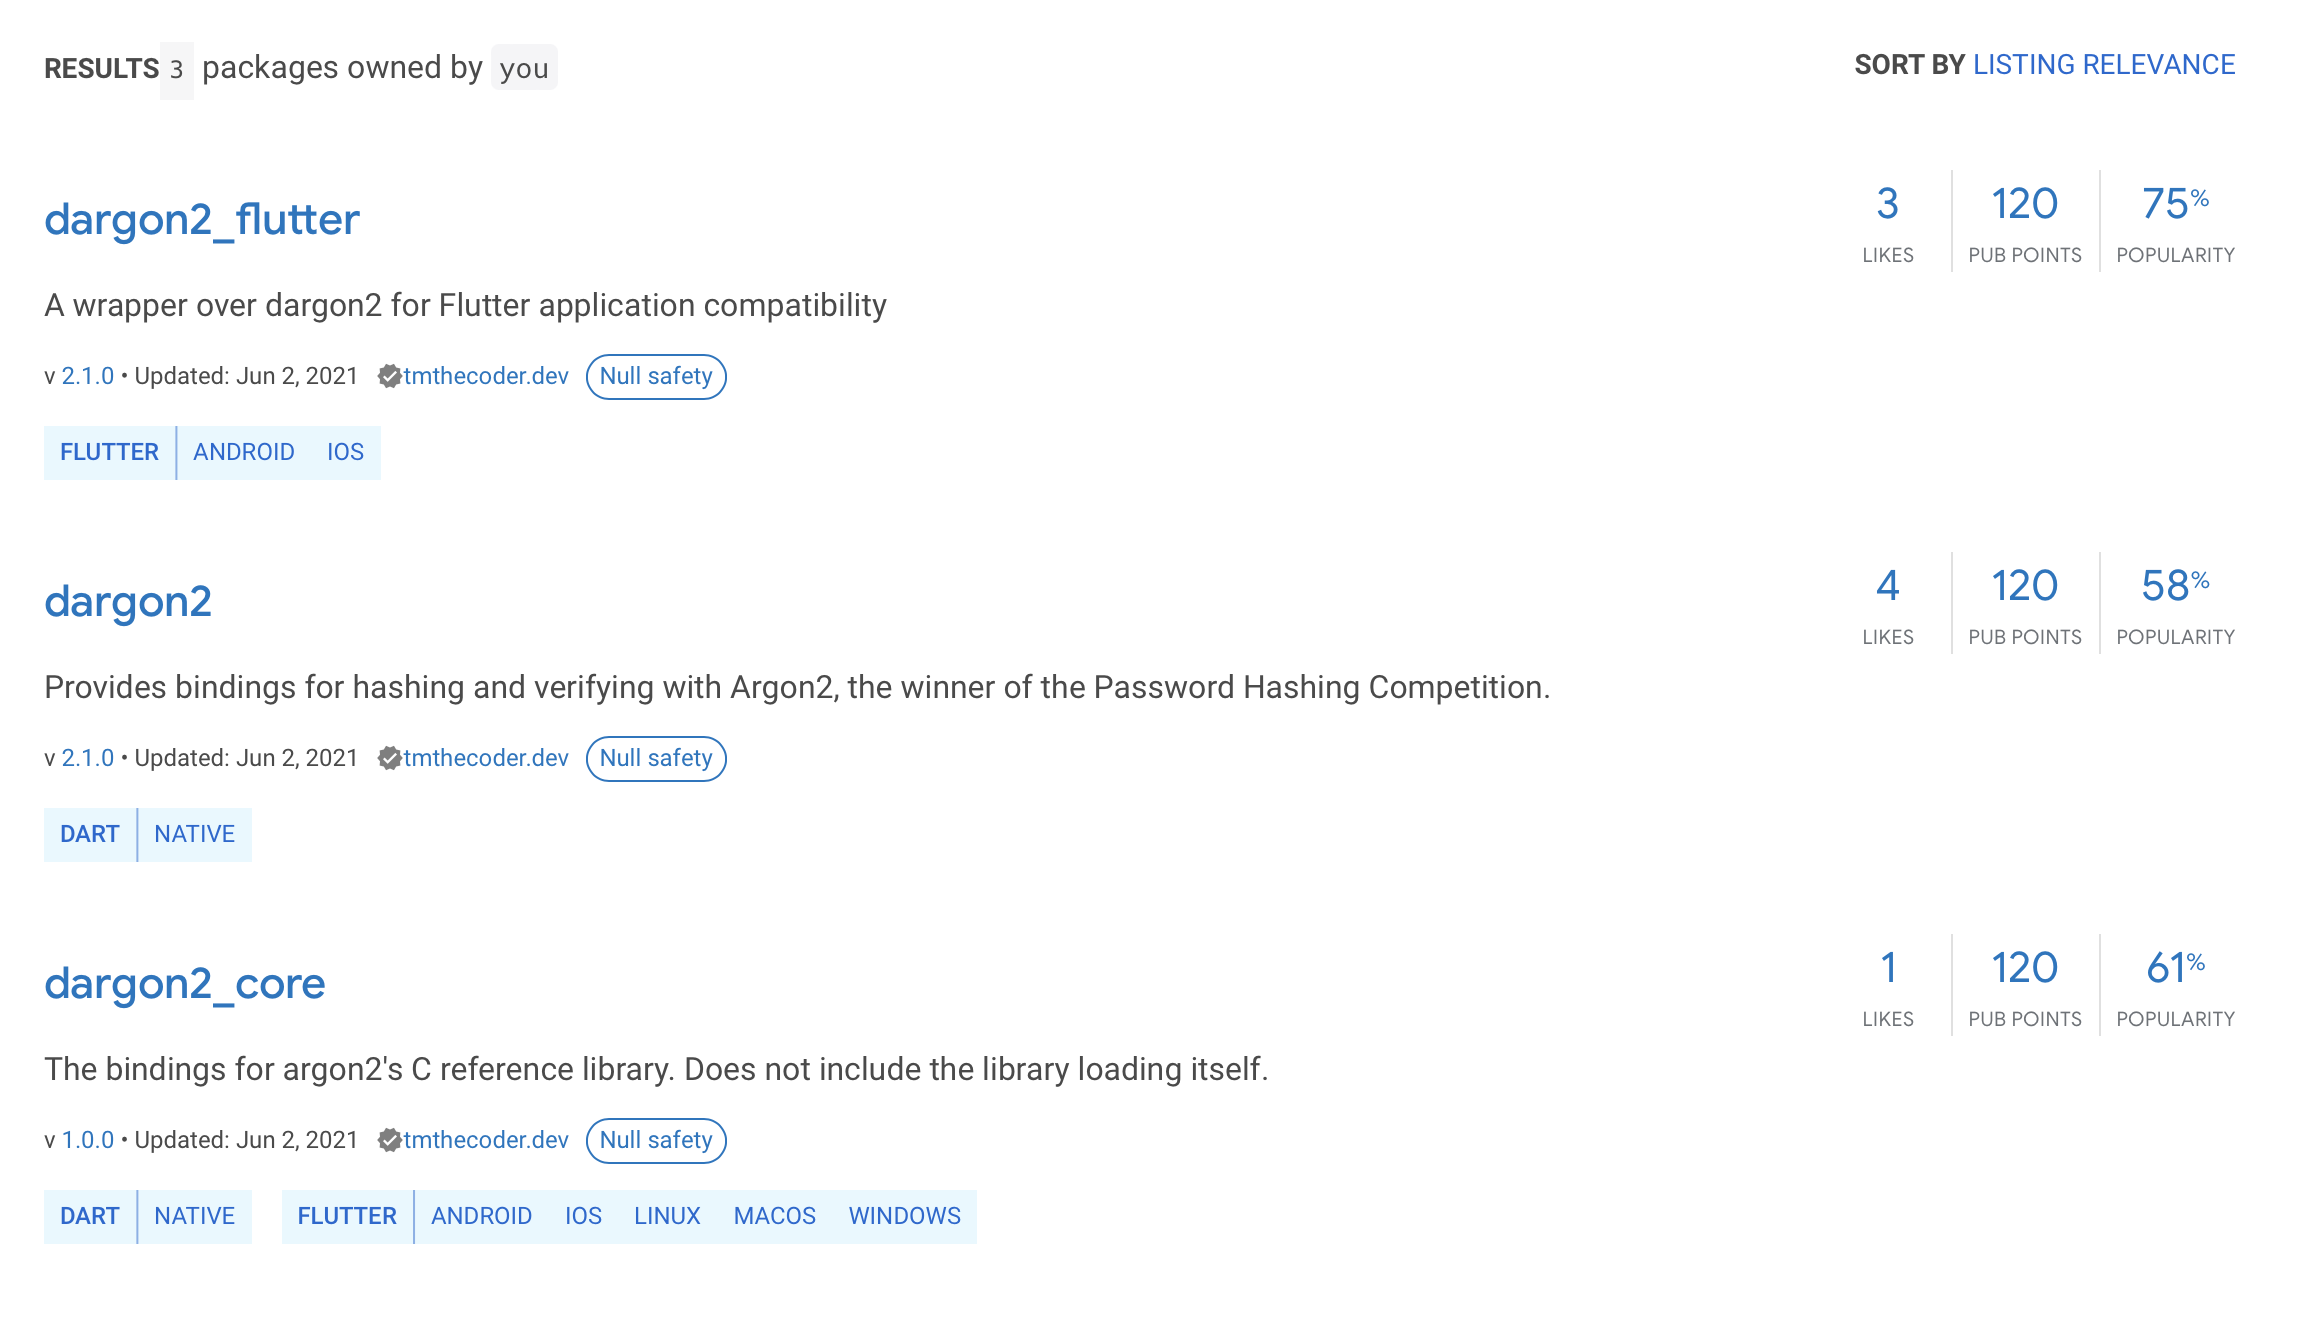 RESULTS 3 packages owned by you
SORT BY LISTING RELEVANCE
dargon2_flutter
3 120 75%
LIKES PUB POINTS POPULARITY
A wrapper over dargon2 for Flutter application compatibility
v 2.1.0 • Updated: Jun 2, 2021 tmthecoder.dev Null safety
FLUTTER ANDROID IOS
dargon2
4 120 58%
LIKES PUB POINTS POPULARITY
Provides bindings for hashing and verifying with Argon2, the winner of the Password Hashing Competition.
v 2.1.0 • Updated: Jun 2, 2021 tmthecoder.dev Null safety
DART NATIVE
dargon2_core
1 120 61%
LIKES PUB POINTS POPULARITY
The bindings for argon2's C reference library. Does not include the library loading itself.
v 1.0.0 • Updated: Jun 2, 2021 tmthecoder.dev Null safety
DART NATIVE FLUTTER ANDROID IOS LINUX MACOS WINDOWS